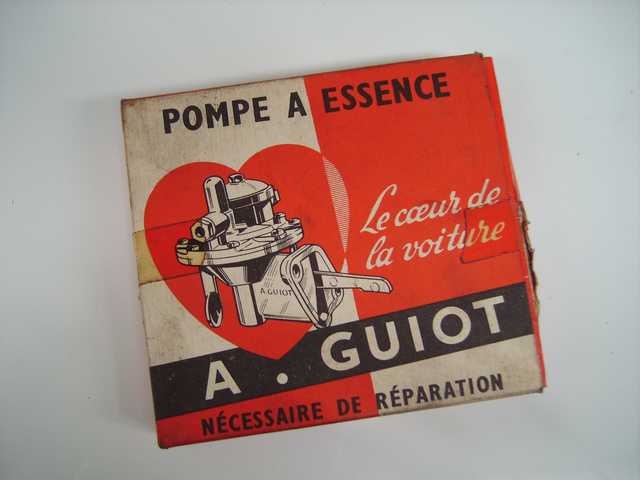 POMPE A ESSENCE
Le cœur de
la voiture
A.GUIOT
A. GUIOT
NÉCESSAIRE DE RÉPARATION